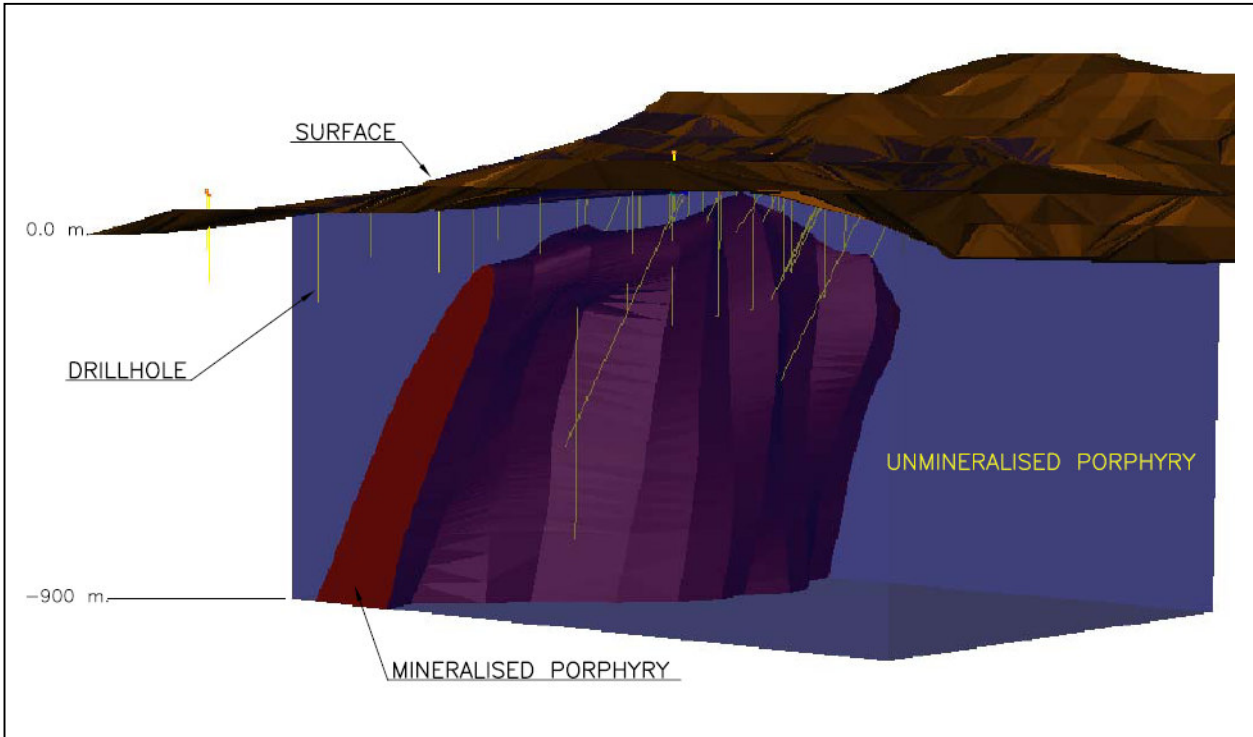 SURFACE
0.0 m.
DRILLHOLE
UNMINERALISED PORPHYRY
-900 m.
MINERALISED PORPHYRY